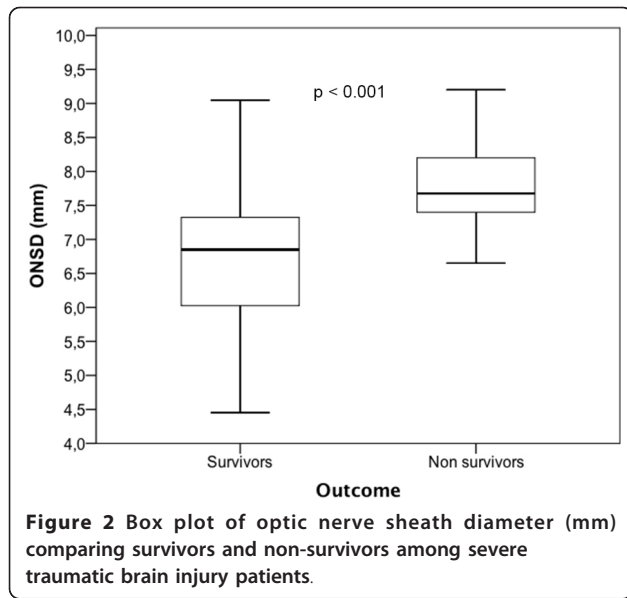 10,0
9,5
9,0
8,5
8,0
7,5
7,0
6,5
6,0
5,5
5,0
4,5
4,0
ONSD (mm)
p < 0.001
Survivors
Non survivors
Outcome
Figure 2 Box plot of optic nerve sheath diameter (mm)
comparing survivors and non-survivors among severe
traumatic brain injury patients.